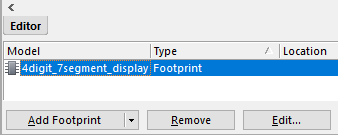 Editor
Model Type Location
4digit_7segment_display Footprint
Add Footprint Remove Edit...